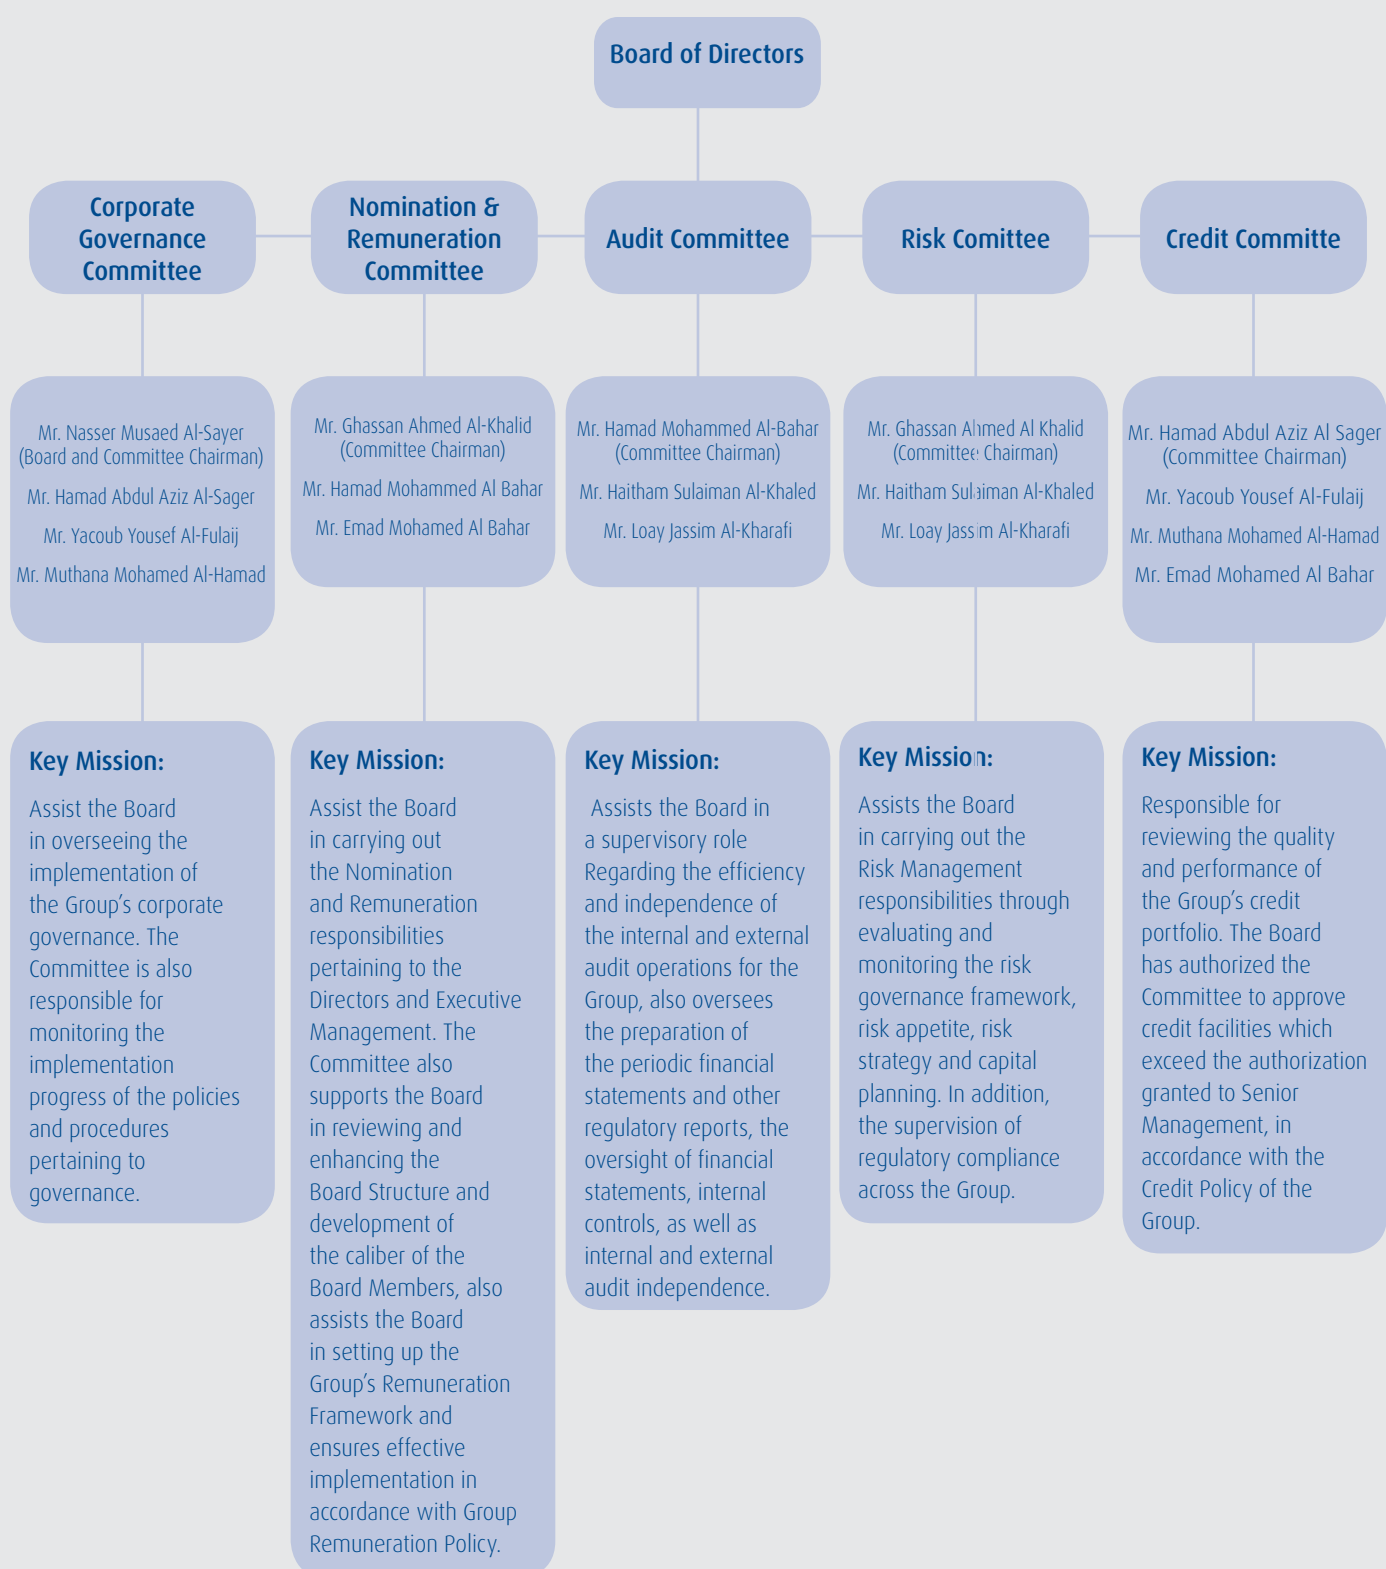 Board of Directors
Corporate
Governance
Committee
Nomination &
Remuneration
Committee
Audit Committee
Risk Comittee
Credit Committe
Mr. Nasser Musaed Al-Sayer
(Board and Committee Chairman)
Mr. Hamad Abdul Aziz Al-Sager
Mr. Yacoub Yousef Al-Fulaij
Mr. Muthana Mohamed Al-Hamad
Mr. Ghassan Ahmed Al-Khalid
(Committee Chairman)
Mr. Hamad Mohammed Al Bahar
Mr. Emad Mohamed Al Bahar
Mr. Hamad Mohammed Al-Bahar
(Committee Chairman)
Mr. Haitham Sulaiman Al-Khaled
Mr. Loay Jassim Al-Kharafi
Mr. Ghassan Ahmed Al Khalid
(Committee Chairman)
Mr. Haitham Sulaiman Al-Khaled
Mr. Loay Jassim Al-Kharafi
Mr. Hamad Abdul Aziz Al Sager
(Committee Chairman)
Mr. Yacoub Yousef Al-Fulaij
Mr. Muthana Mohamed Al-Hamad
Mr. Emad Mohamed Al Bahar
Key Mission:
Assist the Board
in overseeing the
implementation of
the Group's corporate
governance. The
Committee is also
responsible for
monitoring the
implementation
progress of the policies
and procedures
pertaining to
governance.
Key Mission:
Assist the Board
in carrying out
the Nomination
and Remuneration
responsibilities
pertaining to the
Directors and Executive
Management. The
Committee also
supports the Board
in reviewing and
enhancing the
Board Structure and
development of
the caliber of the
Board Members, also
assists the Board
in setting up the
Group's Remuneration
Framework and
ensures effective
implementation in
accordance with Group
Remuneration Policy.
Key Mission:
Assists the Board in
a supervisory role
Regarding the efficiency
and independence of
the internal and external
audit operations for the
Group, also oversees
the preparation of
the periodic financial
statements and other
regulatory reports, the
oversight of financial
statements, internal
controls, as well as
internal and external
audit independence.
Key Mission:
Assists the Board
in carrying out the
Risk Management
responsibilities through
evaluating and
monitoring the risk
governance framework,
risk appetite, risk
strategy and capital
planning. In addition,
the supervision of
regulatory compliance
across the Group.
Key Mission:
Responsible for
reviewing the quality
and performance of
the Group's credit
portfolio. The Board
has authorized the
Committee to approve
credit facilities which
exceed the authorization
granted to Senior
Management, in
accordance with the
Credit Policy of the
Group.